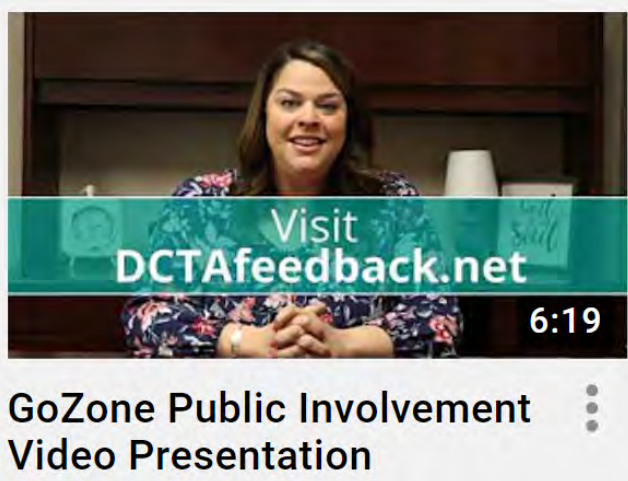 Visit
DCTAfeedback.net
6:19
GoZone Public Involvement
Video Presentation